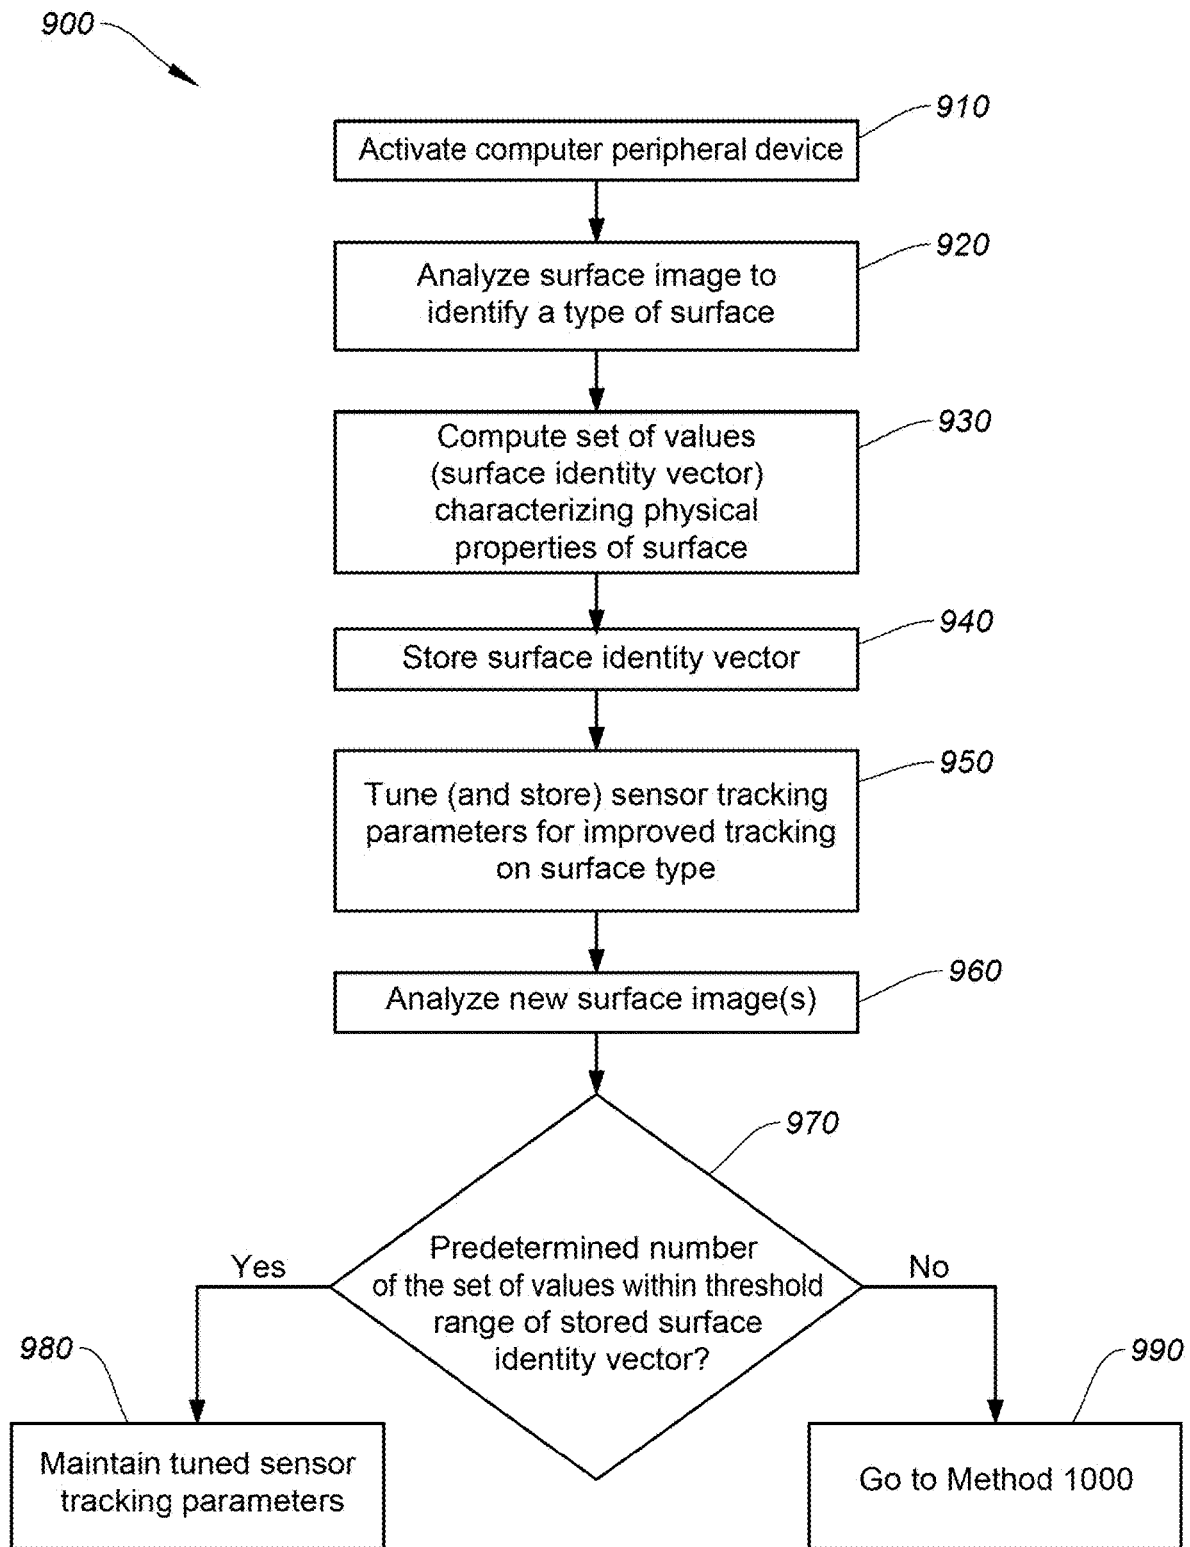 900
910
Activate computer peripheral device
920
Analyze surface image to
identify a type of surface
930
Compute set of values
(surface identity vector)
characterizing physical
properties of surface
940
Store surface identity vector
950
Tune (and store) sensor tracking
parameters for improved tracking
on surface type
960
Analyze new surface image(s)
970
Predetermined number
of the set of values within threshold
range of stored surface
identity vector?
Yes
No
980
Maintain tuned sensor
tracking parameters
990
Go to Method 1000